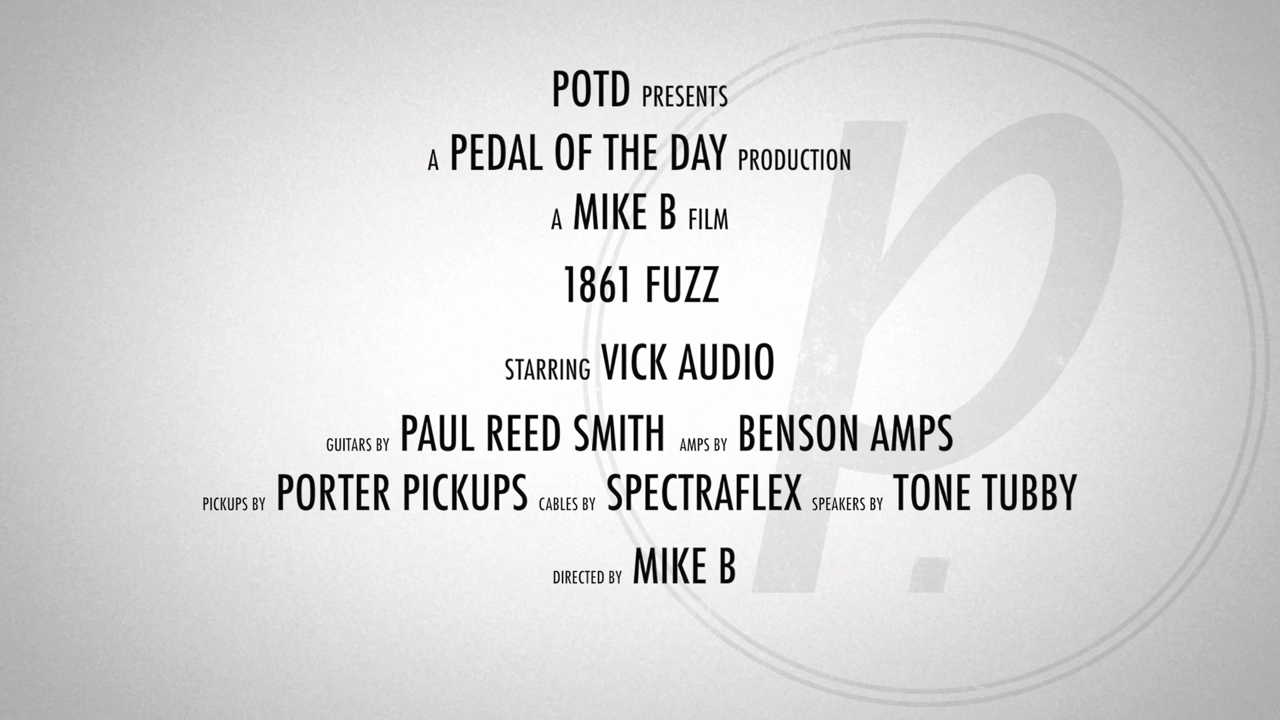 POTD PRESENTS
A PEDAL OF THE DAY PRODUCTION
A MIKE B FILM
1861 FUZZ
STARRING VICK AUDIO
GUITARS BY PAUL REED SMITH AMPS BY BENSON AMPS
PICKUPS BY PORTER PICKUPS CABLES BY SPECTRAFLEX SPEAKERS BY TONE TUBBY
DIRECTED BY MIKE B
p.